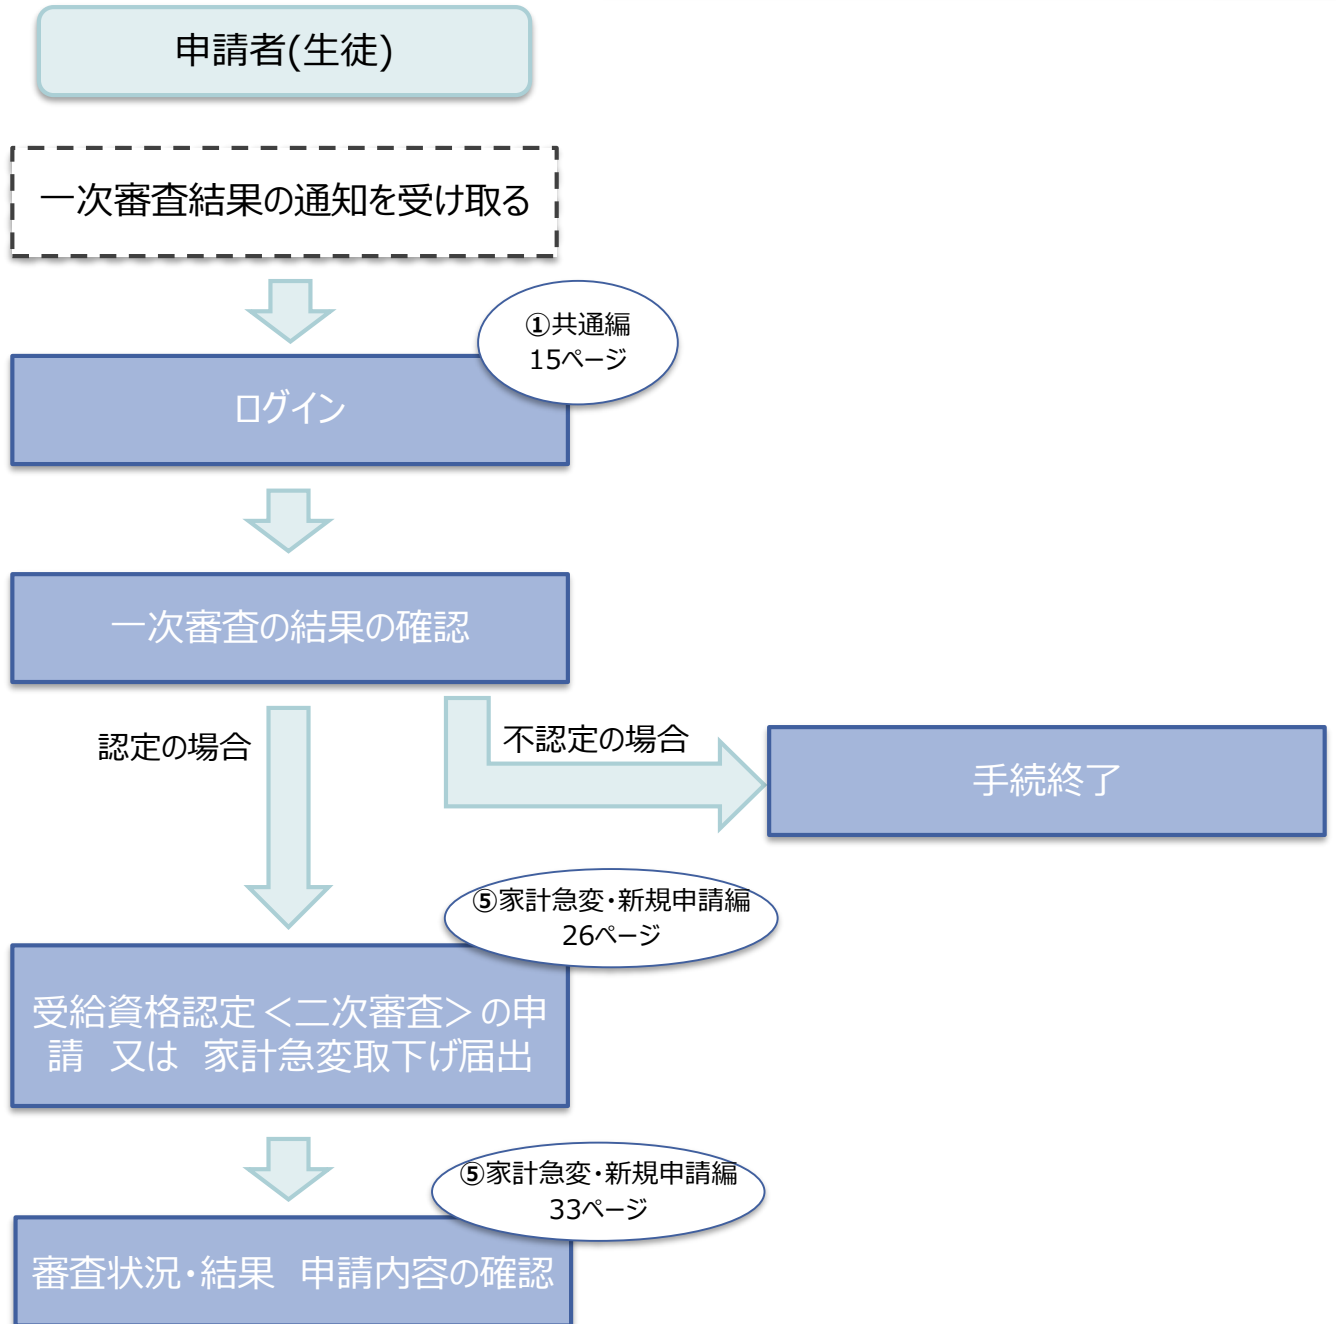 申請者(生徒)
一次審査結果の通知を受け取る
①共通編
15ページ
ログイン
一次審査の結果の確認
認定の場合
不認定の場合
手続終了
⑤家計急変・新規申請編
26ページ
受給資格認定＜二次審査＞の申
請　又は　家計急変取下げ届出
⑤家計急変・新規申請編
33ページ
審査状況・結果　申請内容の確認